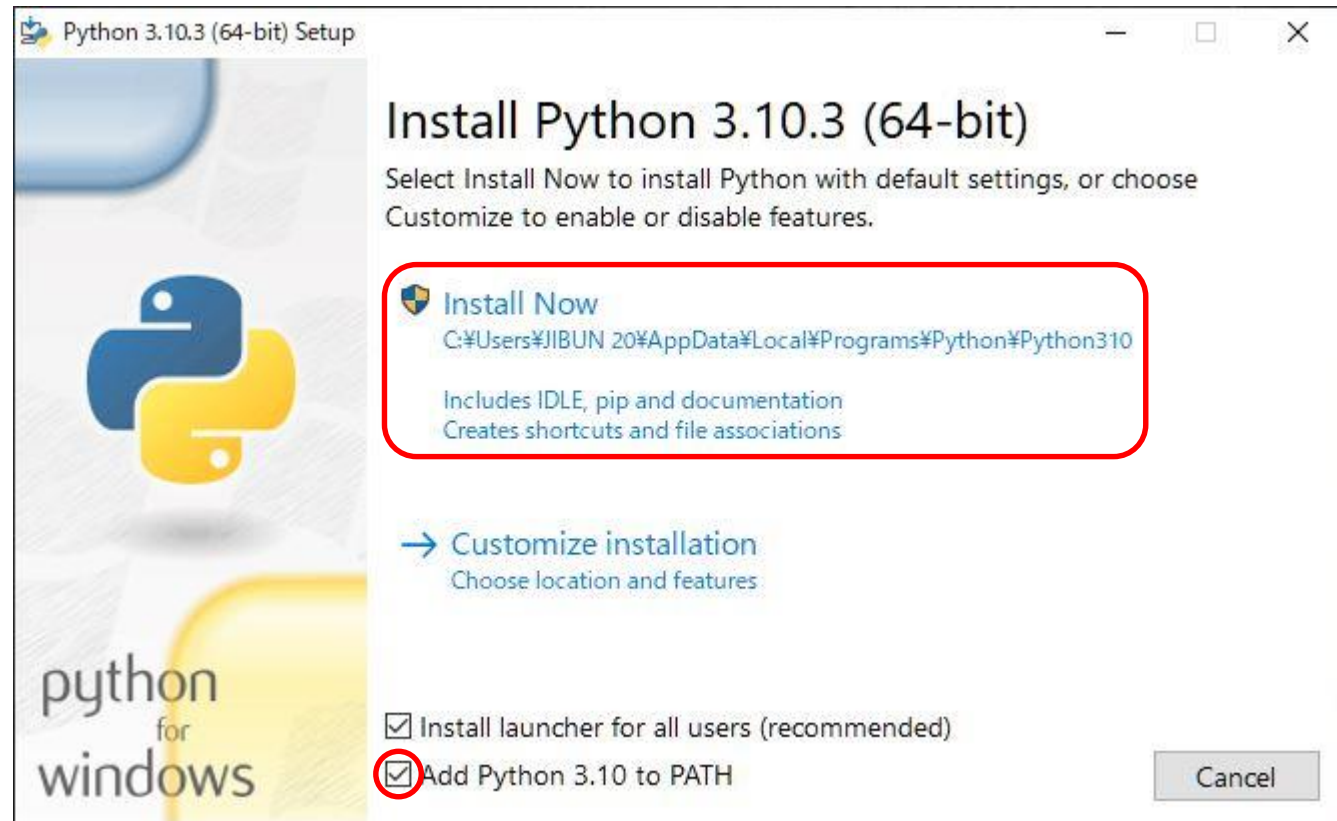 Python 3.10.3 (64-bit) Setup
Install Python 3.10.3 (64-bit)
Select Install Now to install Python with default settings, or choose
Customize to enable or disable features.
Install Now
C:¥Users¥JIBUN 20¥AppData¥Local¥Programs¥Python¥Python310
Includes IDLE, pip and documentation
Creates shortcuts and file associations
Customize installation
Choose location and features
python
for
windows
Install launcher for all users (recommended)
Add Python 3.10 to PATH
Cancel